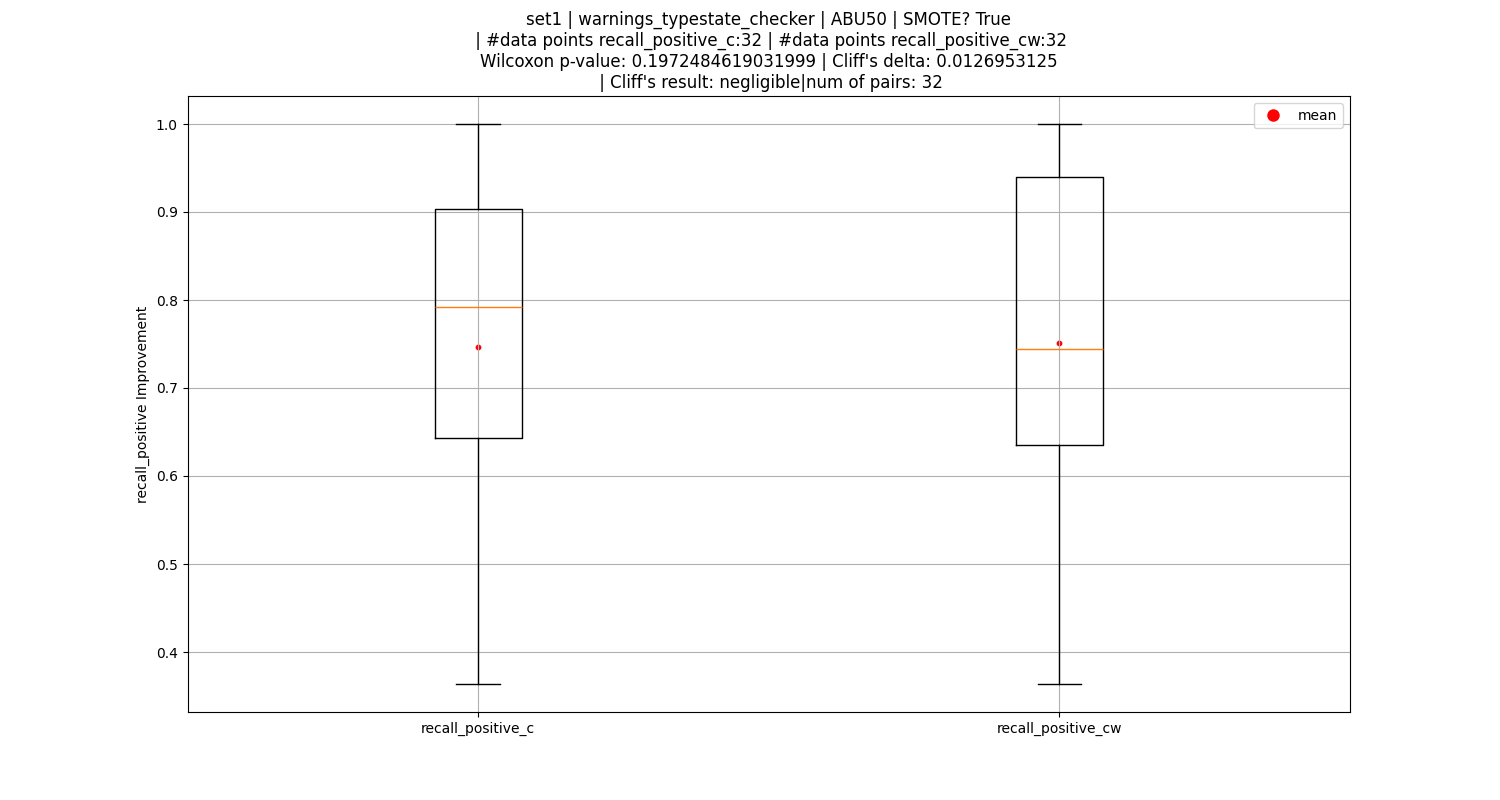 set1 | warnings_typestate_checker | ABU50 | SMOTE? True
| #data points recall_positive_c:32 | #data points recall_positive_cw:32
Wilcoxon p-value: 0.1972484619031999 | Cliff's delta: 0.0126953125
| Cliff's result: negligible|num of pairs: 32
mean
1.0
0.9
0.8
0.7
0.6
0.5
0.4
recall_positive Improvement
recall_positive_c
recall_positive_cw